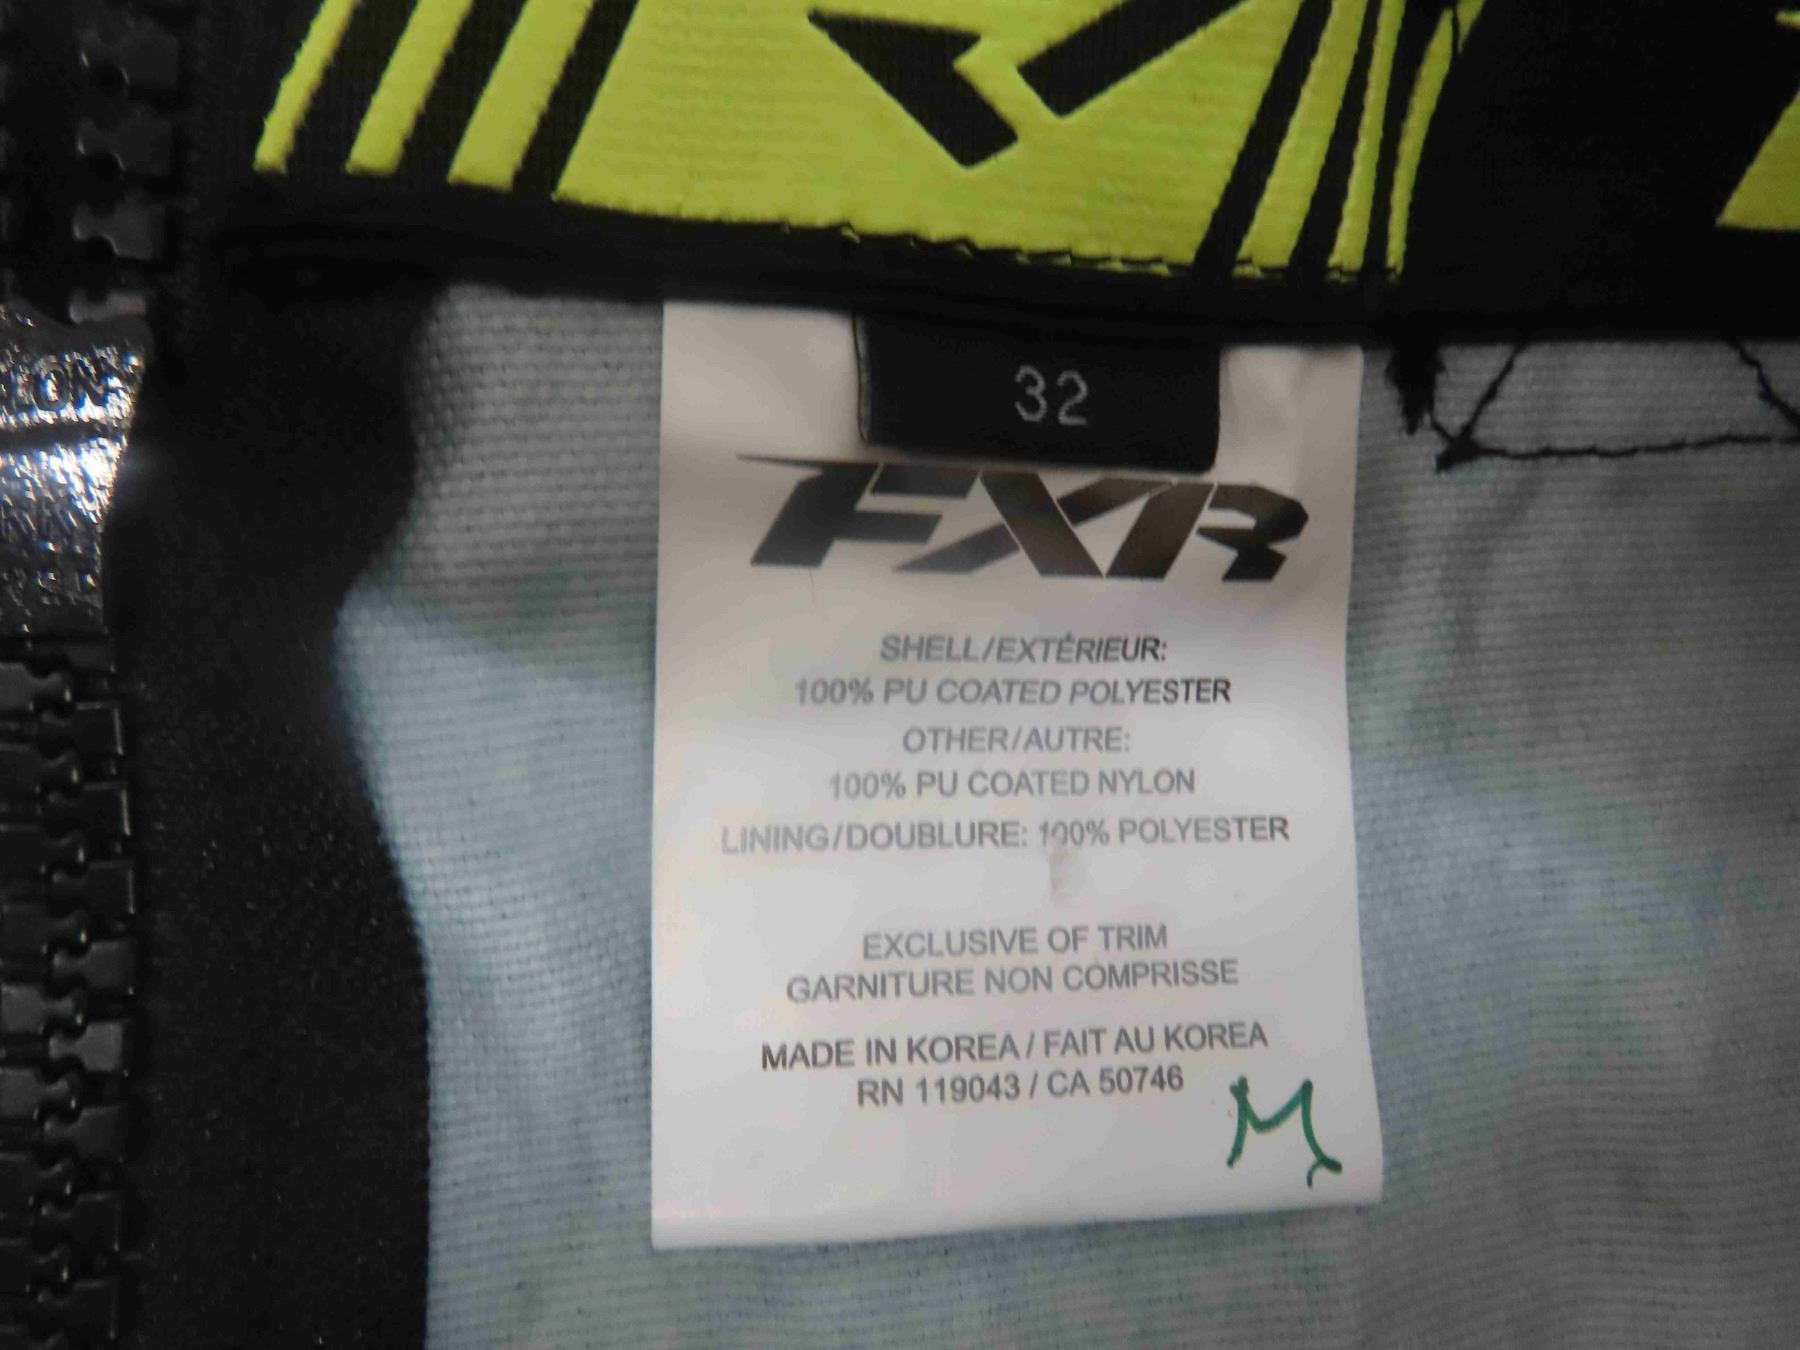 32
FXR
SHELL/EXTÉRIEUR:
100% PU COATED POLYESTER
OTHER/AUTRE:
100% PU COATED NYLON
LINING/DOUBLURE: 100% POLYESTER
EXCLUSIVE OF TRIM
GARNITURE NON COMPRISSE
MADE IN KOREA / FAIT AU KOREA
RN 119043 / CA 50746
M